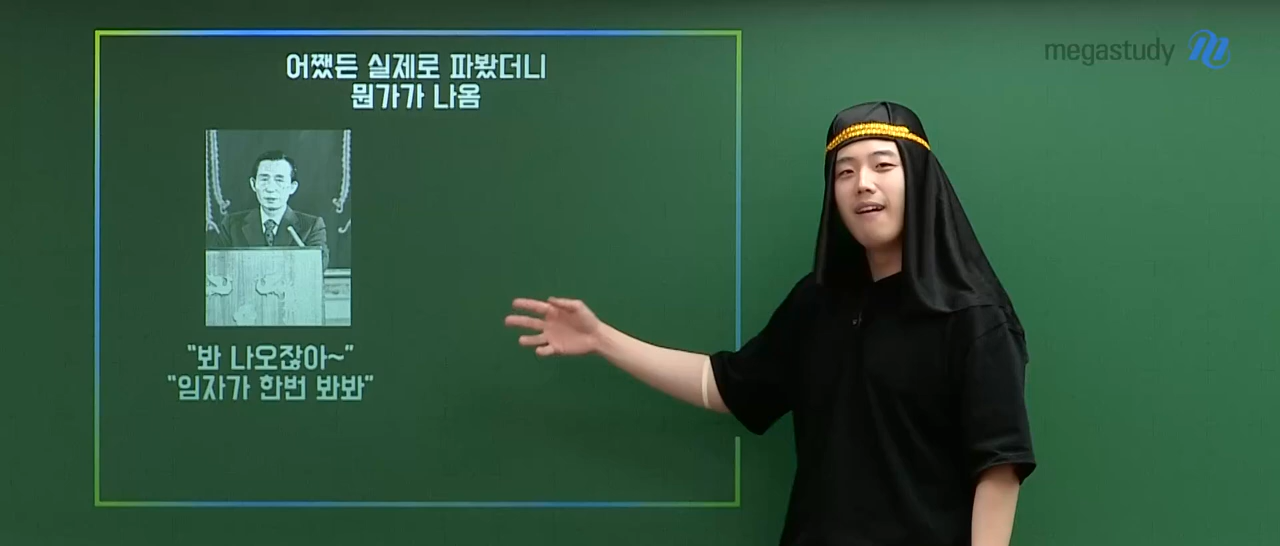 어쨌든 실제로 파봤더니
뭔가가 나옴
"봐 나오잖아~"
"임자가 한번 봐봐"
megastudy